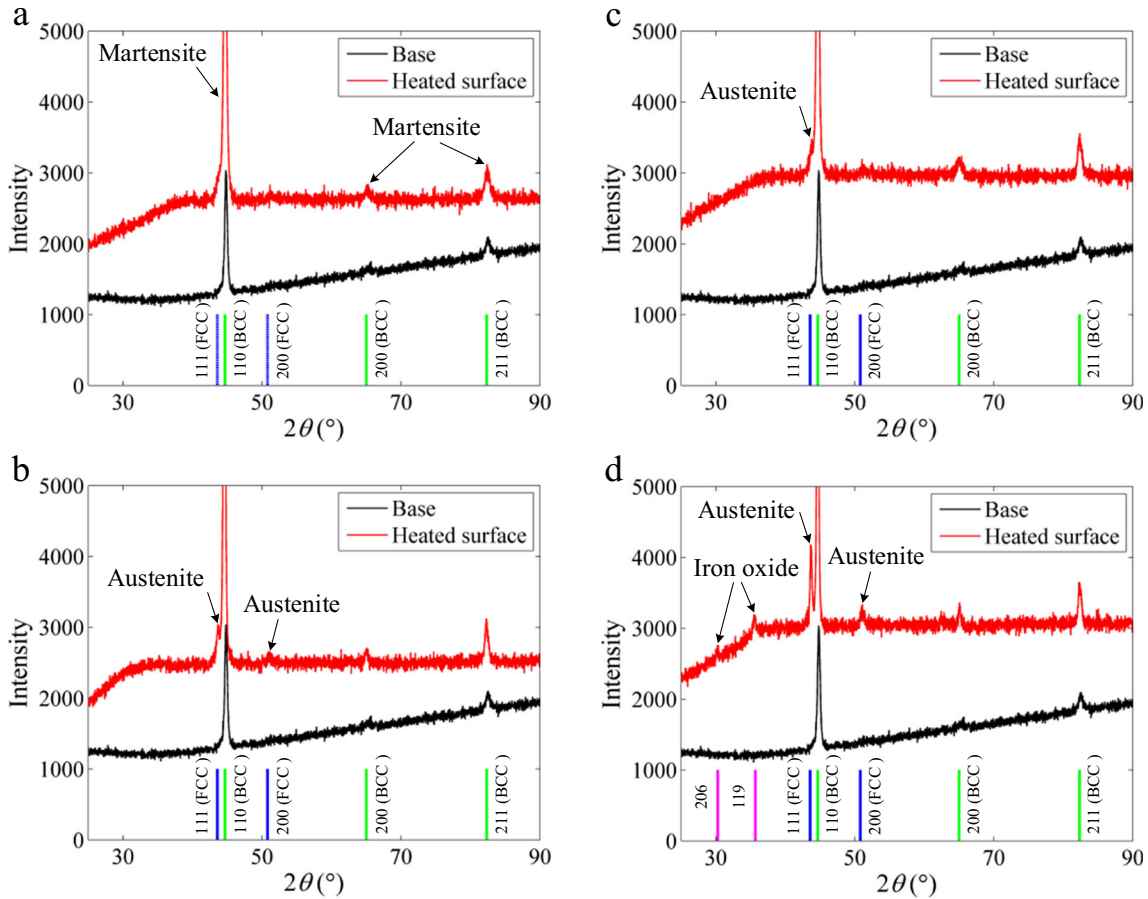 a
5000
4000
3000
2000
1000
0
Intensity
Martensite
Martensite
Base
Heated surface
111 (FCC )
110 (BCC )
200 (FCC )
200 (BCC )
211 (BCC )
30
50
70
90
2θ (°)
b
5000
4000
3000
2000
1000
0
Intensity
Austenite
Austenite
Base
Heated surface
111 (FCC )
110 (BCC )
200 (FCC )
200 (BCC )
211 (BCC )
30
50
70
90
2θ (°)
c
5000
4000
3000
2000
1000
0
Intensity
Austenite
Base
Heated surface
111 (FCC )
110 (BCC )
200 (FCC )
200 (BCC )
211 (BCC )
30
50
70
90
2θ (°)
d
5000
4000
3000
2000
1000
0
Intensity
Austenite
Iron oxide
Austenite
Base
Heated surface
206
119
111 (FCC )
110 (BCC )
200 (FCC )
200 (BCC )
211 (BCC )
30
50
70
90
2θ (°)